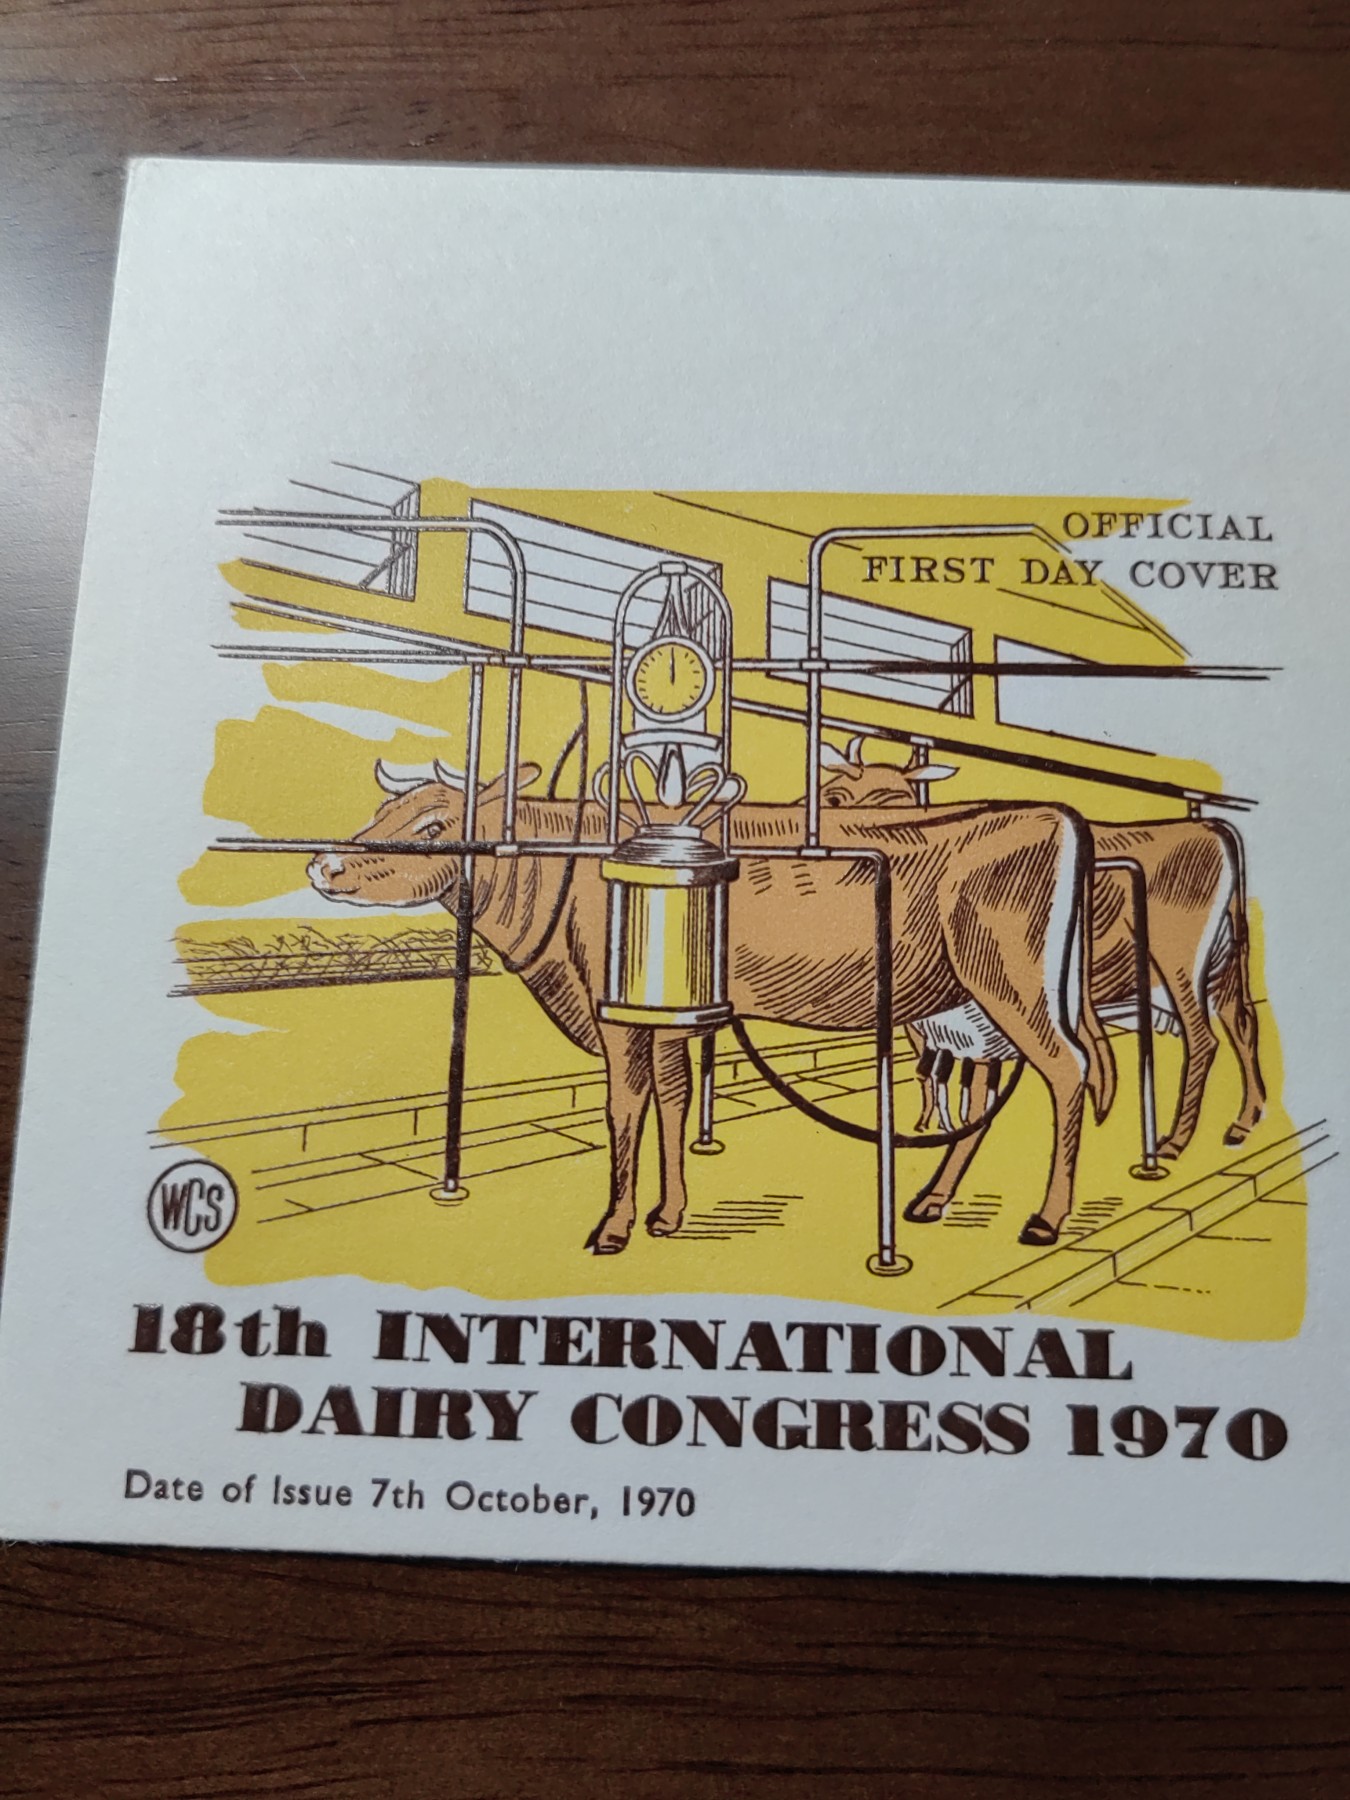 OFFICIAL
FIRST DAY COVER
WCS
18th INTERNATIONAL
DAIRY CONGRESS 1970
Date of Issue 7th October, 1970